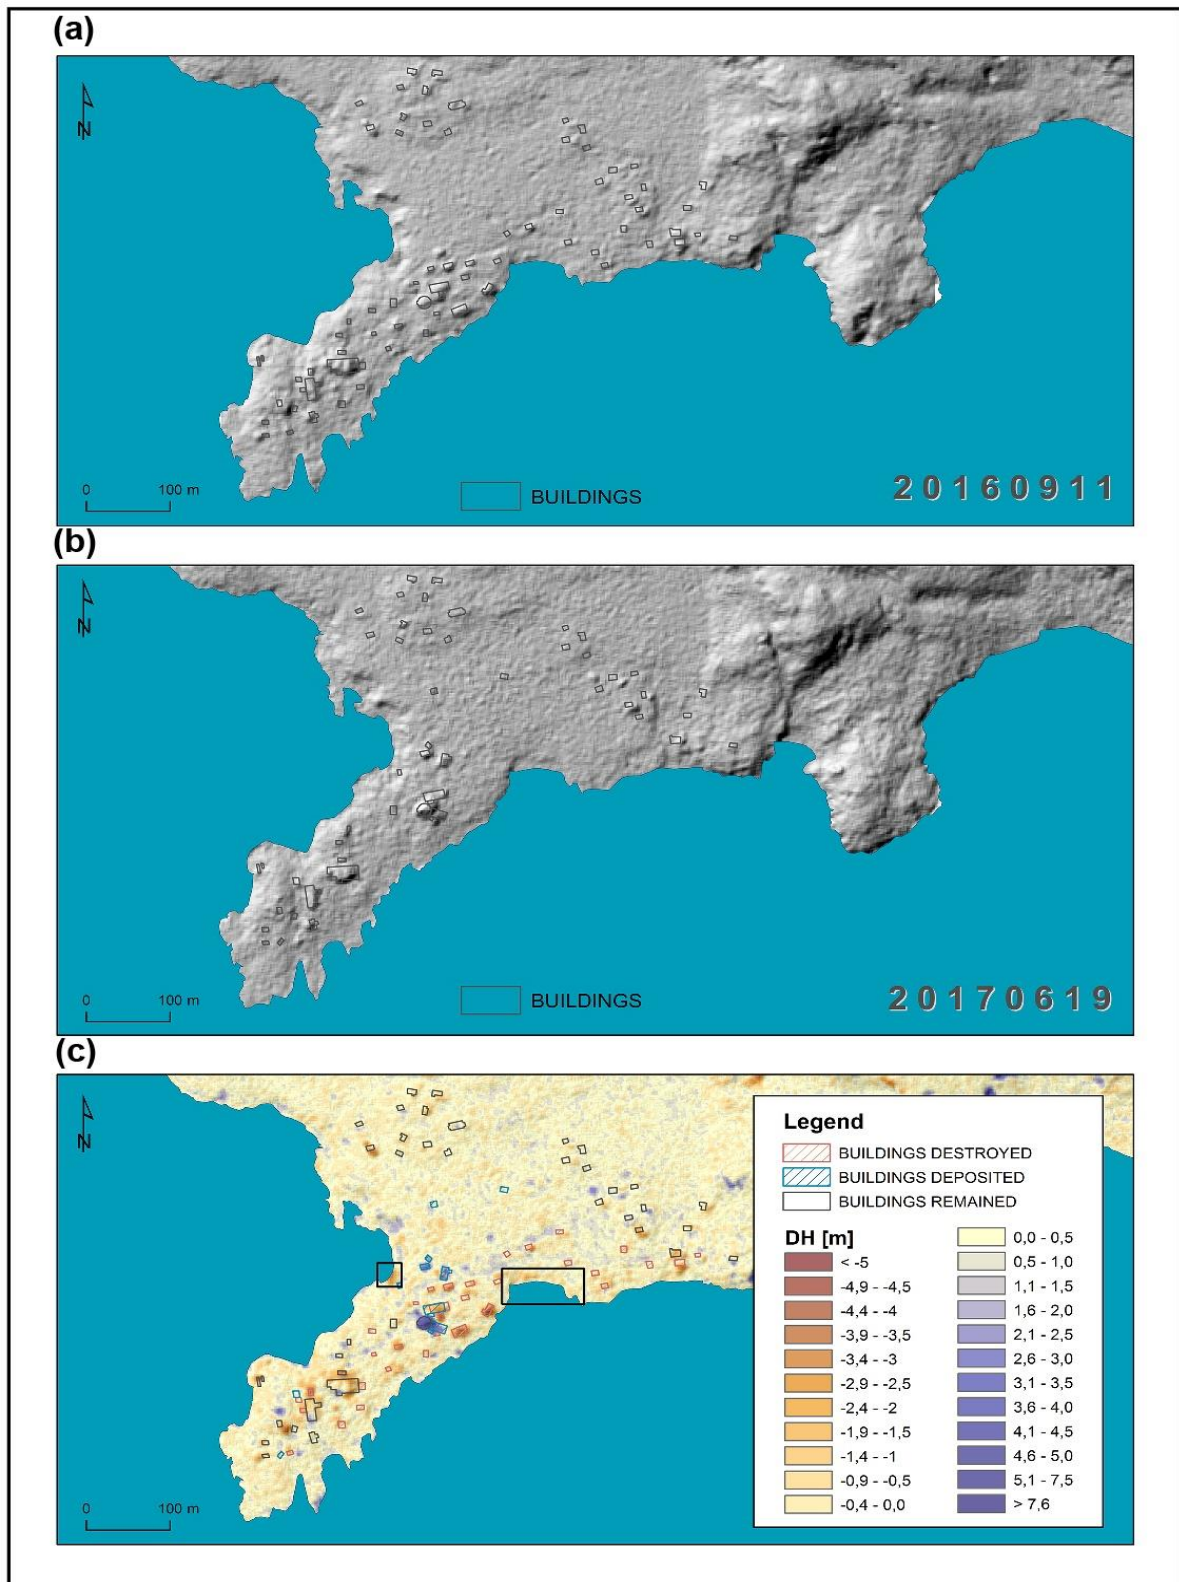 (a)
N
0 100 m
BUILDINGS
20160911
(b)
N
0 100 m
BUILDINGS
20170619
(c)
N
0 100 m
Legend
BUILDINGS DESTROYED
BUILDINGS DEPOSITED
BUILDINGS REMAINED
DH [m]
< -5
-4,9 - -4,5
-4,4 - -4
-3,9 - -3,5
-3,4 - -3
-2,9 - -2,5
-2,4 - -2
-1,9 - -1,5
-1,4 - -1
-0,9 - -0,5
-0,4 - 0,0
0,0 - 0,5
0,5 - 1,0
1,1 - 1,5
1,6 - 2,0
2,1 - 2,5
2,6 - 3,0
3,1 - 3,5
3,6 - 4,0
4,1 - 4,5
4,6 - 5,0
5,1 - 7,5
> 7,6